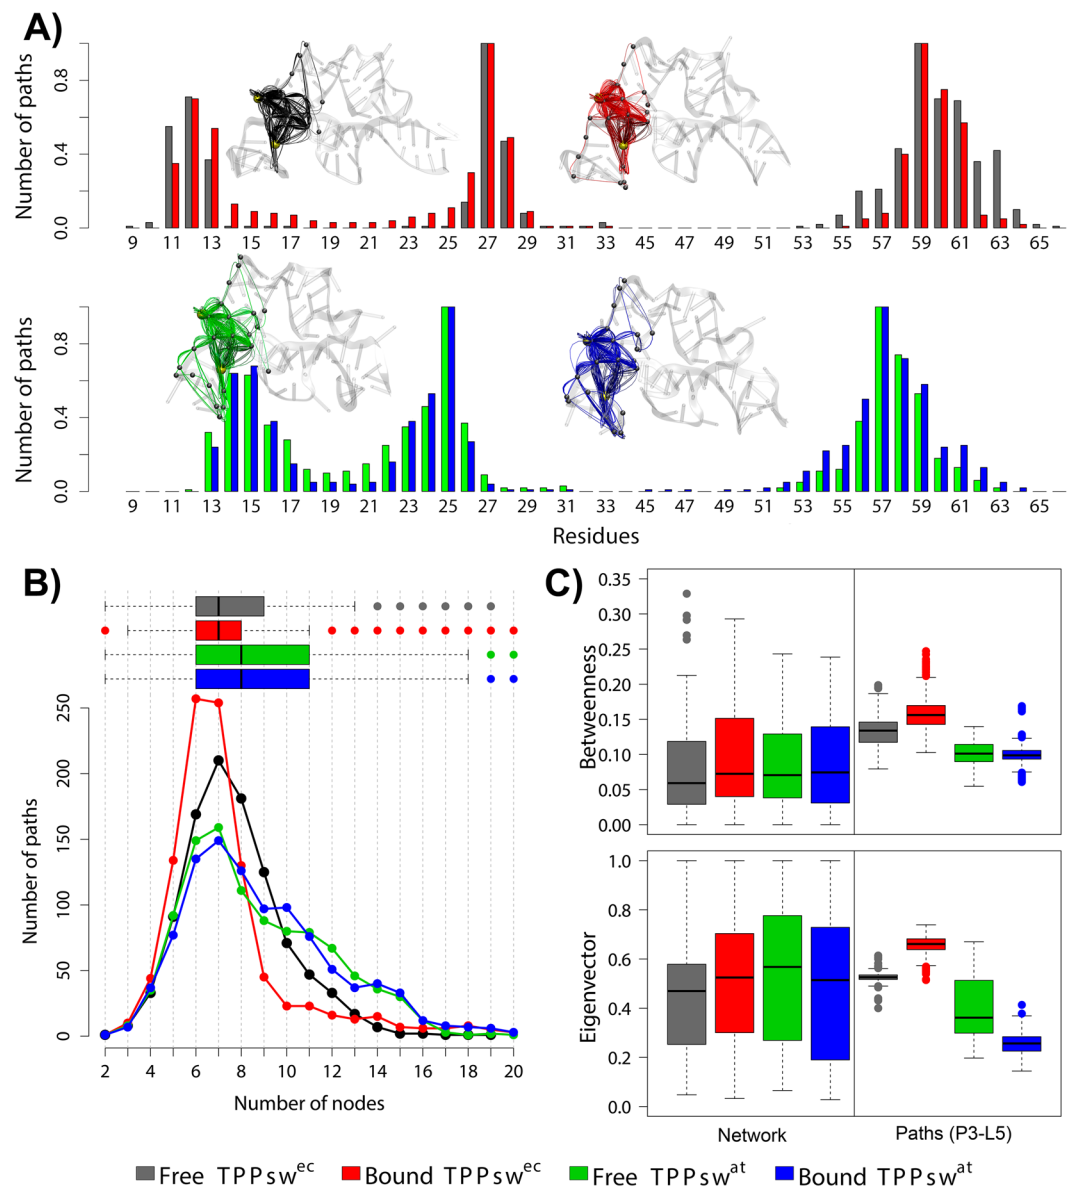 A)
Number of paths
0.8
0.4
0.0
9 11 13 15 17 19 21 23 25 27 29 31 33 45 47 49 51 53 55 57 59 61 63 65
Number of paths
0.8
0.4
0.0
9 11 13 15 17 19 21 23 25 27 29 31 33 45 47 49 51 53 55 57 59 61 63 65
Residues
B)
Number of paths
250
200
150
100
50
0
2 4 6 8 10 12 14 16 18 20
Number of nodes
C)
Betweenness
0.35
0.30
0.25
0.20
0.15
0.10
0.05
0.00
Eigenvector
1.0
0.8
0.6
0.4
0.2
0.0
Network Paths (P3-L5)
Free TPPsw^ec Bound TPPsw^ec Free TPPsw^at Bound TPPsw^at